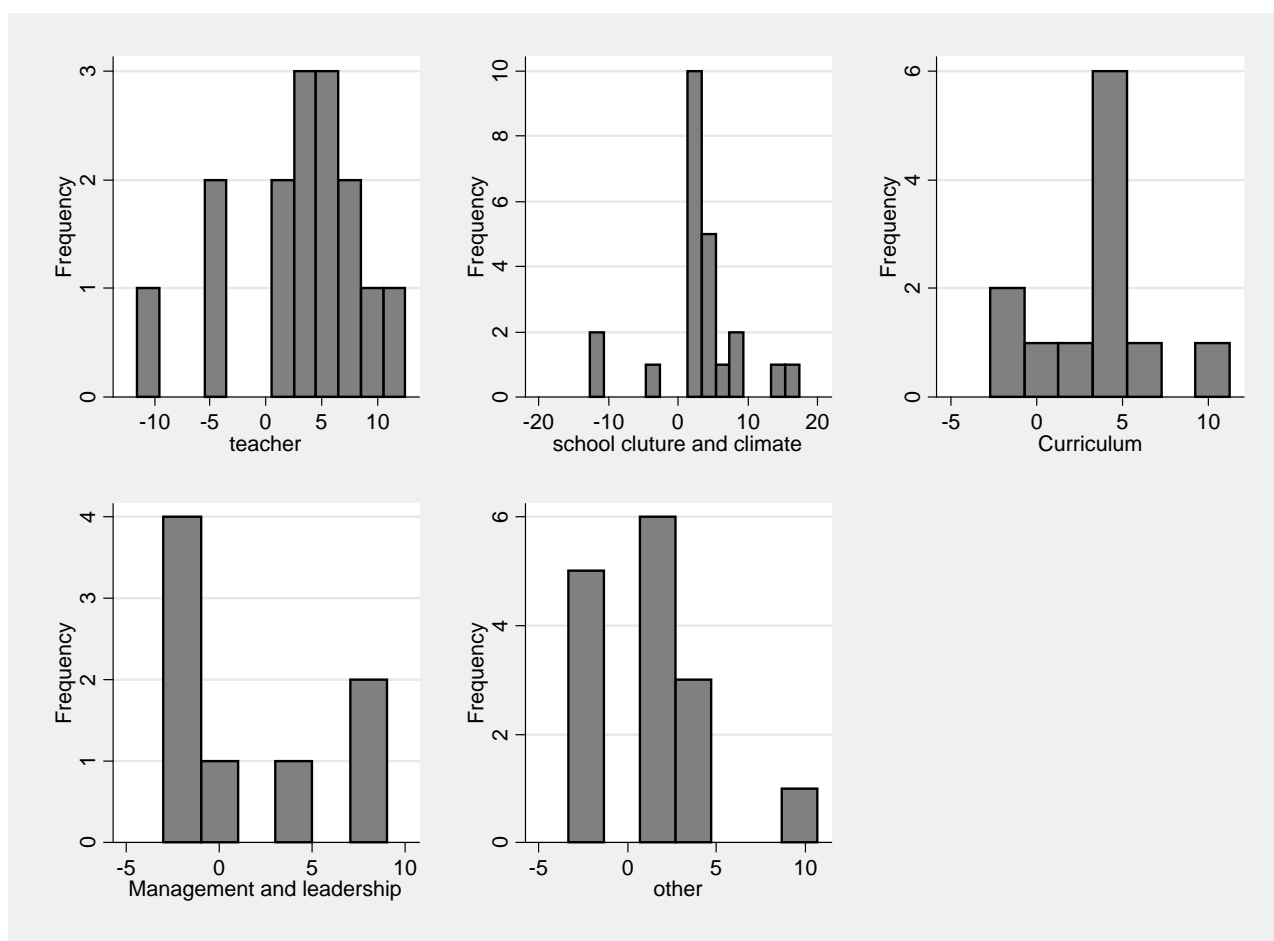 3
2
1
0
Frequency
-10 -5 0 5 10
teacher
10
8
6
4
2
0
Frequency
-20 -10 0 10 20
school cluture and climate
6
4
2
0
Frequency
-5 0 5 10
Curriculum
4
3
2
1
0
Frequency
-5 0 5 10
Management and leadership
6
4
2
0
Frequency
-5 0 5 10
other